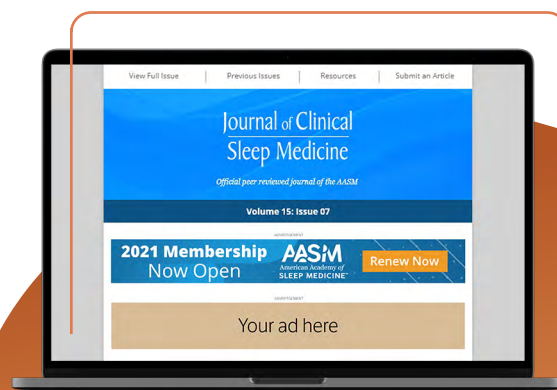 View Full Issue | Previous Issues | Resources | Submit an Article
Journal of Clinical
Sleep Medicine
Official peer reviewed journal of the AASM
Volume 15: Issue 07
ADVERTISEMENT
2021 Membership
Now Open
AASM
American Academy of
SLEEP MEDICINE™
Renew Now
ADVERTISEMENT
Your ad here